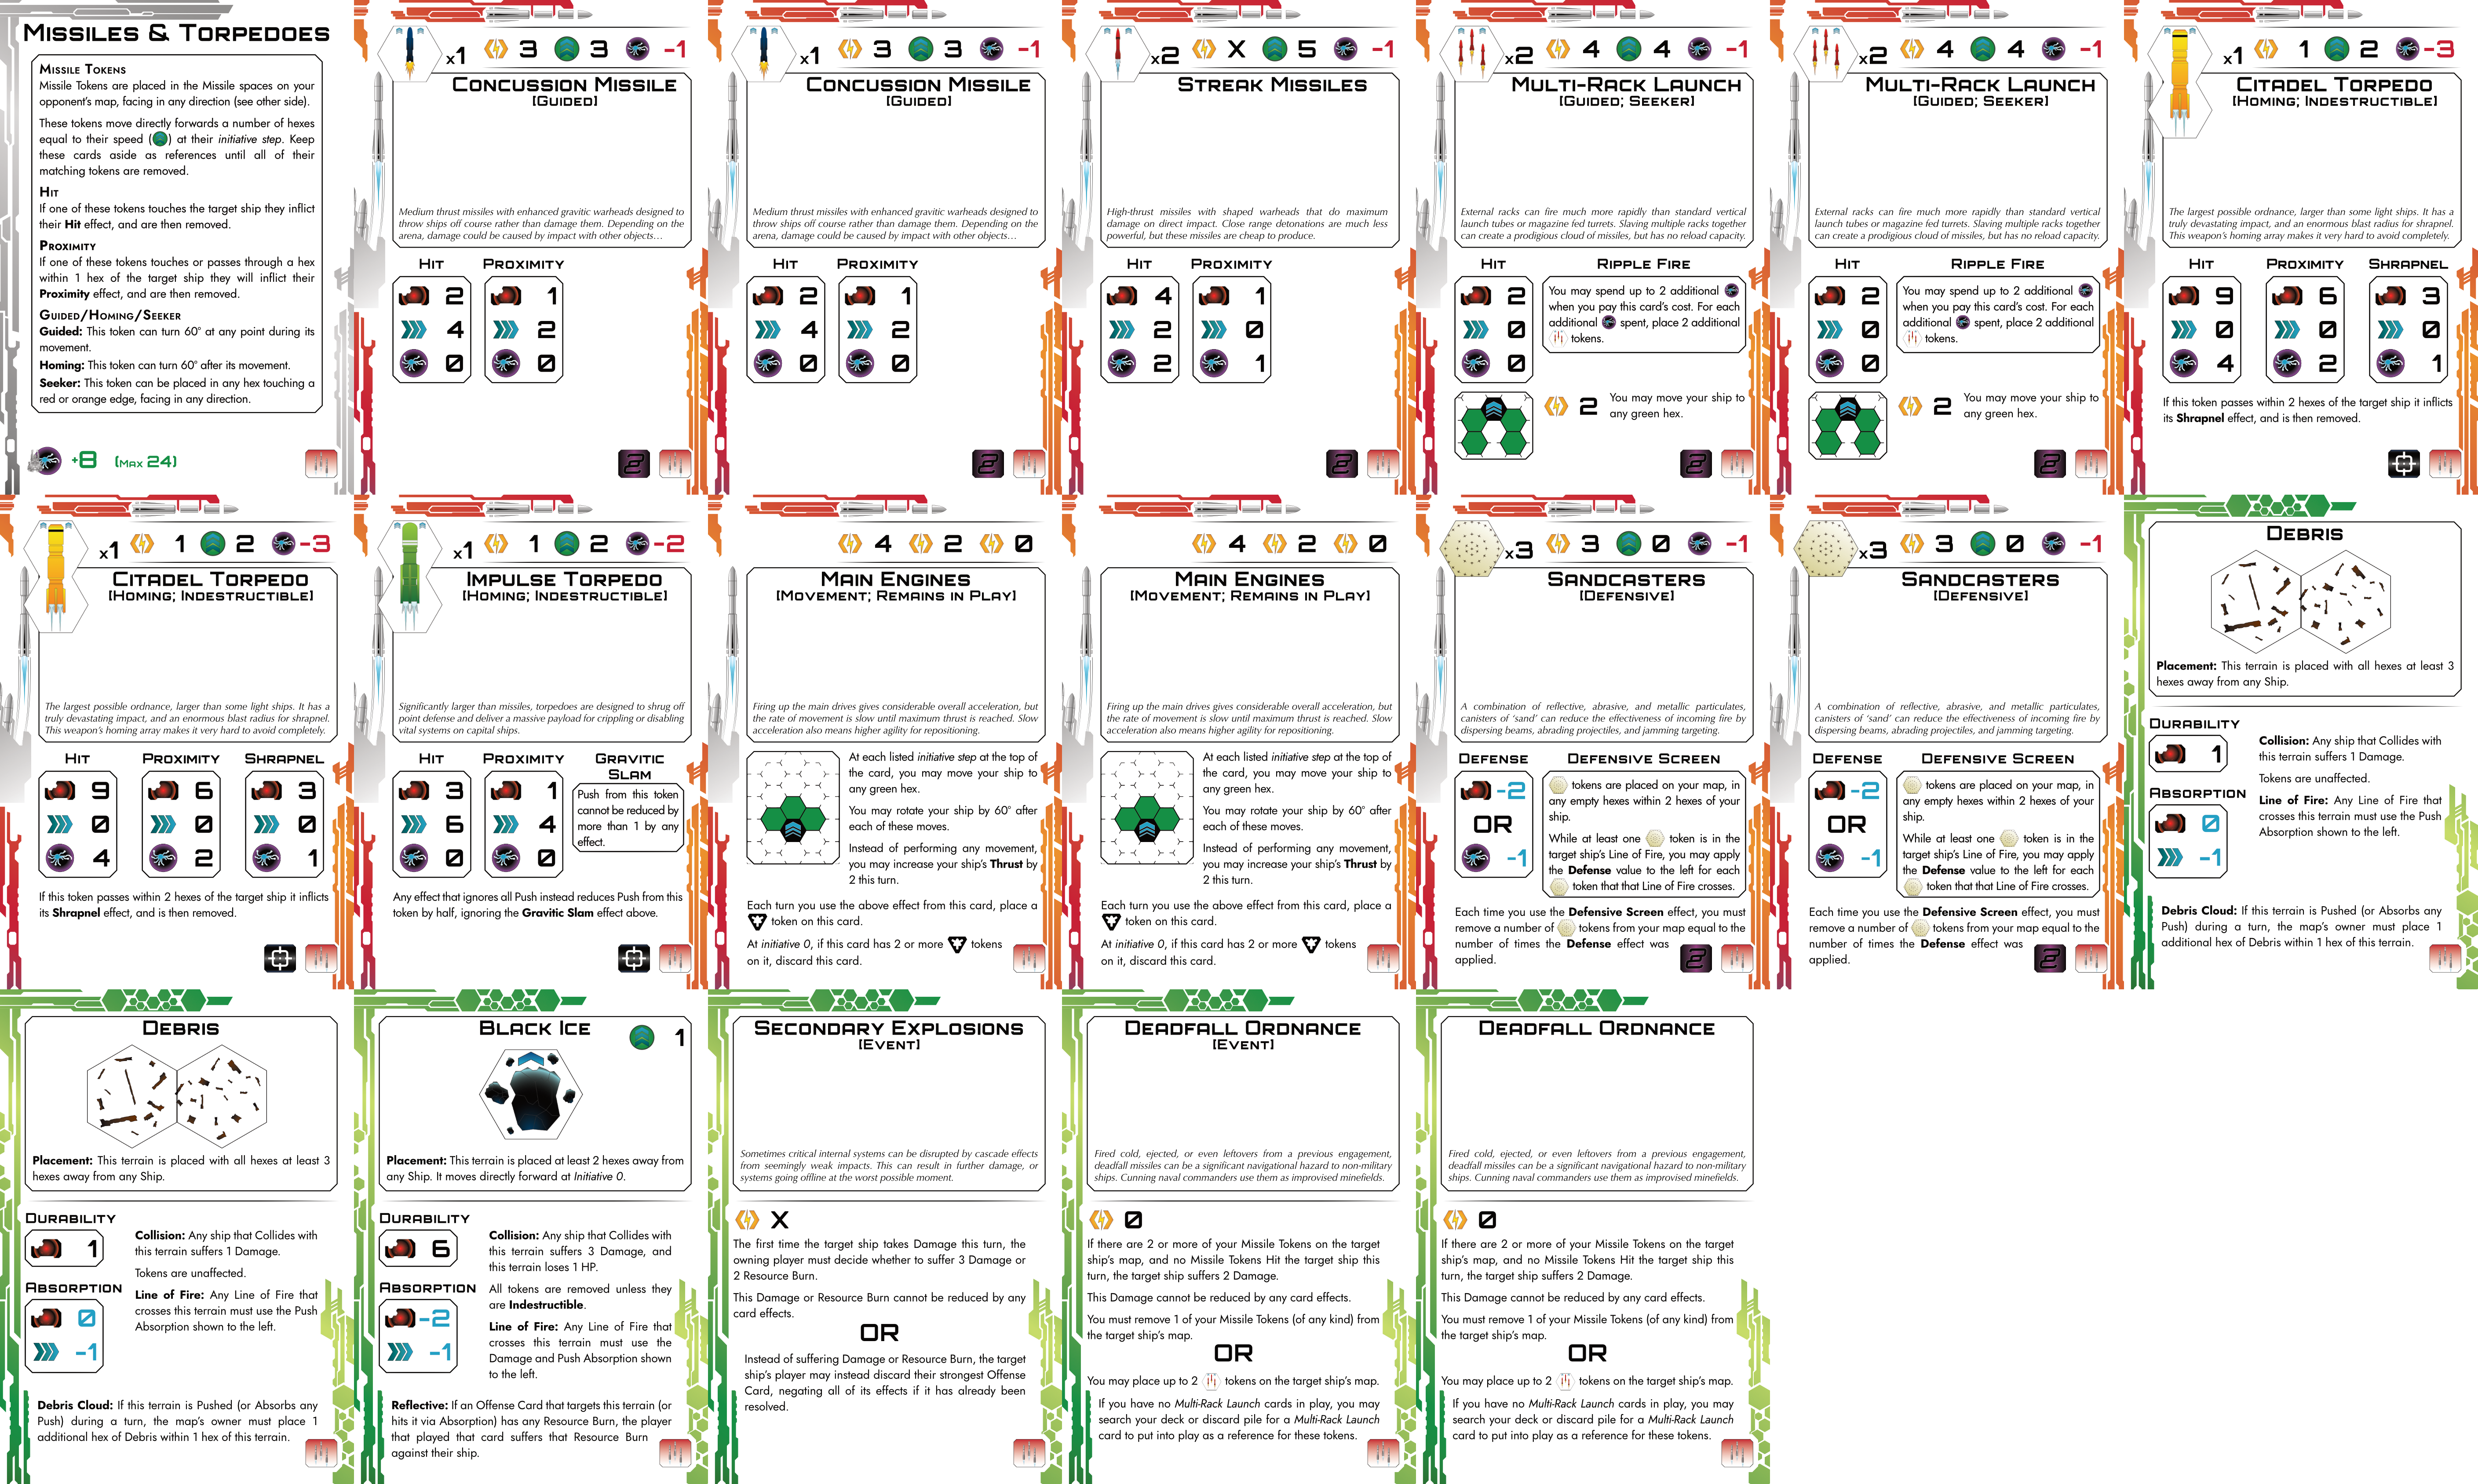 MISSILES & TORPEDOES
MISSILE TOKENS
Missile Tokens are placed in the Missile spaces on your
opponent's map, facing in any direction (see other side).
These tokens move directly forwards a number of hexes
equal to their speed ( ) at their initiative step. Keep
these cards aside as references until all of their
matching tokens are removed.
HIT
If one of these tokens touches the target ship they inflict
their Hit effect, and are then removed.
PROXIMITY
If one of these tokens touches or passes through a hex
within 1 hex of the target ship they will inflict their
Proximity effect, and are then removed.
GUIDED/HOMING/SEEKER
Guided: This token can turn 60° at any point during its
movement.
Homing: This token can turn 60° after its movement.
Seeker: This token can be placed in any hex touching a
red or orange edge, facing in any direction.
+8 (MAX 24)
x1 3 3 -1
CONCUSSION MISSILE
[GUIDED]
Medium thrust missiles with enhanced gravitic warheads designed to
throw ships off course rather than damage them. Depending on the
arena, damage could be caused by impact with other objects…
HIT PROXIMITY
2 1
4 2
0 0
2
x1 3 3 -1
CONCUSSION MISSILE
[GUIDED]
Medium thrust missiles with enhanced gravitic warheads designed to
throw ships off course rather than damage them. Depending on the
arena, damage could be caused by impact with other objects…
HIT PROXIMITY
2 1
4 2
0 0
2
x2 X 5 -1
STREAK MISSILES
High-thrust missiles with shaped warheads that do maximum
damage on direct impact. Close range detonations are much less
powerful, but these missiles are cheap to produce.
HIT PROXIMITY
4 1
2 0
2 1
2
x2 4 4 -1
MULTI-RACK LAUNCH
[GUIDED; SEEKER]
External racks can fire much more rapidly than standard vertical
launch tubes or magazine fed turrets. Slaving multiple racks together
can create a prodigious cloud of missiles, but has no reload capacity.
HIT RIPPLE FIRE
2
0
0
You may spend up to 2 additional
when you pay this card's cost. For each
additional spent, place 2 additional
tokens.
2 You may move your ship to
any green hex.
2
x2 4 4 -1
MULTI-RACK LAUNCH
[GUIDED; SEEKER]
External racks can fire much more rapidly than standard vertical
launch tubes or magazine fed turrets. Slaving multiple racks together
can create a prodigious cloud of missiles, but has no reload capacity.
HIT RIPPLE FIRE
2
0
0
You may spend up to 2 additional
when you pay this card's cost. For each
additional spent, place 2 additional
tokens.
2 You may move your ship to
any green hex.
2
x1 1 2 -3
CITADEL TORPEDO
[HOMING; INDESTRUCTIBLE]
The largest possible ordnance, larger than some light ships. It has a
truly devastating impact, and an enormous blast radius for shrapnel.
This weapon's homing array makes it very hard to avoid completely.
HIT PROXIMITY SHRAPNEL
9 6 3
0 0 0
4 2 1
If this token passes within 2 hexes of the target ship it inflicts
its Shrapnel effect, and is then removed.
x1 1 2 -3
CITADEL TORPEDO
[HOMING; INDESTRUCTIBLE]
The largest possible ordnance, larger than some light ships. It has a
truly devastating impact, and an enormous blast radius for shrapnel.
This weapon's homing array makes it very hard to avoid completely.
HIT PROXIMITY SHRAPNEL
9 6 3
0 0 0
4 2 1
If this token passes within 2 hexes of the target ship it inflicts
its Shrapnel effect, and is then removed.
x1 1 2 -2
IMPULSE TORPEDO
[HOMING; INDESTRUCTIBLE]
Significantly larger than missiles, torpedoes are designed to shrug off
point defense and deliver a massive payload for crippling or disabling
vital systems on capital ships.
HIT PROXIMITY GRAVITIC
SLAM
3 1
6 4
0 0
Push from this token
cannot be reduced by
more than 1 by any
effect.
Any effect that ignores all Push instead reduces Push from this
token by half, ignoring the Gravitic Slam effect above.
4 2 0
MAIN ENGINES
[MOVEMENT; REMAINS IN PLAY]
Firing up the main drives gives considerable overall acceleration, but
the rate of movement is slow until maximum thrust is reached. Slow
acceleration also means higher agility for repositioning.
At each listed initiative step at the top of
the card, you may move your ship to
any green hex.
You may rotate your ship by 60° after
each of these moves.
Instead of performing any movement,
you may increase your ship's Thrust by
2 this turn.
Each turn you use the above effect from this card, place a
token on this card.
At initiative 0, if this card has 2 or more tokens
on it, discard this card.
4 2 0
MAIN ENGINES
[MOVEMENT; REMAINS IN PLAY]
Firing up the main drives gives considerable overall acceleration, but
the rate of movement is slow until maximum thrust is reached. Slow
acceleration also means higher agility for repositioning.
At each listed initiative step at the top of
the card, you may move your ship to
any green hex.
You may rotate your ship by 60° after
each of these moves.
Instead of performing any movement,
you may increase your ship's Thrust by
2 this turn.
Each turn you use the above effect from this card, place a
token on this card.
At initiative 0, if this card has 2 or more tokens
on it, discard this card.
x3 3 0 -1
SANDCASTERS
[DEFENSIVE]
A combination of reflective, abrasive, and metallic particulates,
canisters of 'sand' can reduce the effectiveness of incoming fire by
dispersing beams, abrading projectiles, and jamming targeting.
DEFENSE DEFENSIVE SCREEN
-2
OR
-1
tokens are placed on your map, in
any empty hexes within 2 hexes of your
ship.
While at least one token is in the
target ship's Line of Fire, you may apply
the Defense value to the left for each
token that that Line of Fire crosses.
Each time you use the Defensive Screen effect, you must
remove a number of tokens from your map equal to the
number of times the Defense effect was
applied.
2
x3 3 0 -1
SANDCASTERS
[DEFENSIVE]
A combination of reflective, abrasive, and metallic particulates,
canisters of 'sand' can reduce the effectiveness of incoming fire by
dispersing beams, abrading projectiles, and jamming targeting.
DEFENSE DEFENSIVE SCREEN
-2
OR
-1
tokens are placed on your map, in
any empty hexes within 2 hexes of your
ship.
While at least one token is in the
target ship's Line of Fire, you may apply
the Defense value to the left for each
token that that Line of Fire crosses.
Each time you use the Defensive Screen effect, you must
remove a number of tokens from your map equal to the
number of times the Defense effect was
applied.
2
DEBRIS
Placement: This terrain is placed with all hexes at least 3
hexes away from any Ship.
DURABILITY
1
ABSORPTION
0
-1
Collision: Any ship that Collides with
this terrain suffers 1 Damage.
Tokens are unaffected.
Line of Fire: Any Line of Fire that
crosses this terrain must use the Push
Absorption shown to the left.
Debris Cloud: If this terrain is Pushed (or Absorbs any
Push) during a turn, the map's owner must place 1
additional hex of Debris within 1 hex of this terrain.
DEBRIS
Placement: This terrain is placed with all hexes at least 3
hexes away from any Ship.
DURABILITY
1
ABSORPTION
0
-1
Collision: Any ship that Collides with
this terrain suffers 1 Damage.
Tokens are unaffected.
Line of Fire: Any Line of Fire that
crosses this terrain must use the Push
Absorption shown to the left.
Debris Cloud: If this terrain is Pushed (or Absorbs any
Push) during a turn, the map's owner must place 1
additional hex of Debris within 1 hex of this terrain.
BLACK ICE 1
Placement: This terrain is placed at least 2 hexes away from
any Ship. It moves directly forward at Initiative 0.
DURABILITY
6
ABSORPTION
-2
-1
Collision: Any ship that Collides with
this terrain suffers 3 Damage, and
this terrain loses 1 HP.
All tokens are removed unless they
are Indestructible.
Line of Fire: Any Line of Fire that
crosses this terrain must use the
Damage and Push Absorption shown
to the left.
Reflective: If an Offense Card that targets this terrain (or
hits it via Absorption) has any Resource Burn, the player
that played that card suffers that Resource Burn
against their ship.
SECONDARY EXPLOSIONS
[EVENT]
Sometimes critical internal systems can be disrupted by cascade effects
from seemingly weak impacts. This can result in further damage, or
systems going offline at the worst possible moment.
X
The first time the target ship takes Damage this turn, the
owning player must decide whether to suffer 3 Damage or
2 Resource Burn.
This Damage or Resource Burn cannot be reduced by any
card effects.
OR
Instead of suffering Damage or Resource Burn, the target
ship's player may instead discard their strongest Offense
Card, negating all of its effects if it has already been
resolved.
DEADFALL ORDNANCE
[EVENT]
Fired cold, ejected, or even leftovers from a previous engagement,
deadfall missiles can be a significant navigational hazard to non-military
ships. Cunning naval commanders use them as improvised minefields.
0
If there are 2 or more of your Missile Tokens on the target
ship's map, and no Missile Tokens Hit the target ship this
turn, the target ship suffers 2 Damage.
This Damage cannot be reduced by any card effects.
You must remove 1 of your Missile Tokens (of any kind) from
the target ship's map.
OR
You may place up to 2 tokens on the target ship's map.
If you have no Multi-Rack Launch cards in play, you may
search your deck or discard pile for a Multi-Rack Launch
card to put into play as a reference for these tokens.
DEADFALL ORDNANCE
Fired cold, ejected, or even leftovers from a previous engagement,
deadfall missiles can be a significant navigational hazard to non-military
ships. Cunning naval commanders use them as improvised minefields.
0
If there are 2 or more of your Missile Tokens on the target
ship's map, and no Missile Tokens Hit the target ship this
turn, the target ship suffers 2 Damage.
This Damage cannot be reduced by any card effects.
You must remove 1 of your Missile Tokens (of any kind) from
the target ship's map.
OR
You may place up to 2 tokens on the target ship's map.
If you have no Multi-Rack Launch cards in play, you may
search your deck or discard pile for a Multi-Rack Launch
card to put into play as a reference for these tokens.